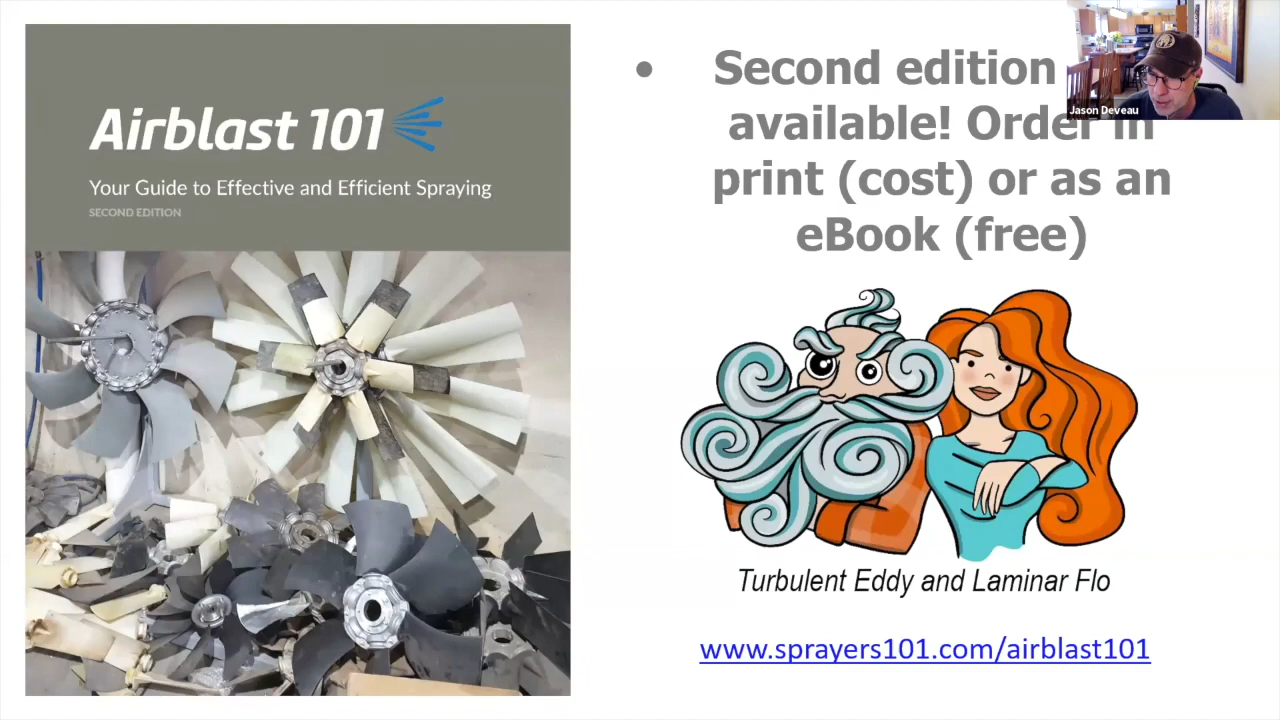 Airblast 101
Your Guide to Effective and Efficient Spraying
SECOND EDITION
• Second edition
available! Order in
print (cost) or as an
eBook (free)
Jason Deveau
Turbulent Eddy and Laminar Flo
www.sprayers101.com/airblast101